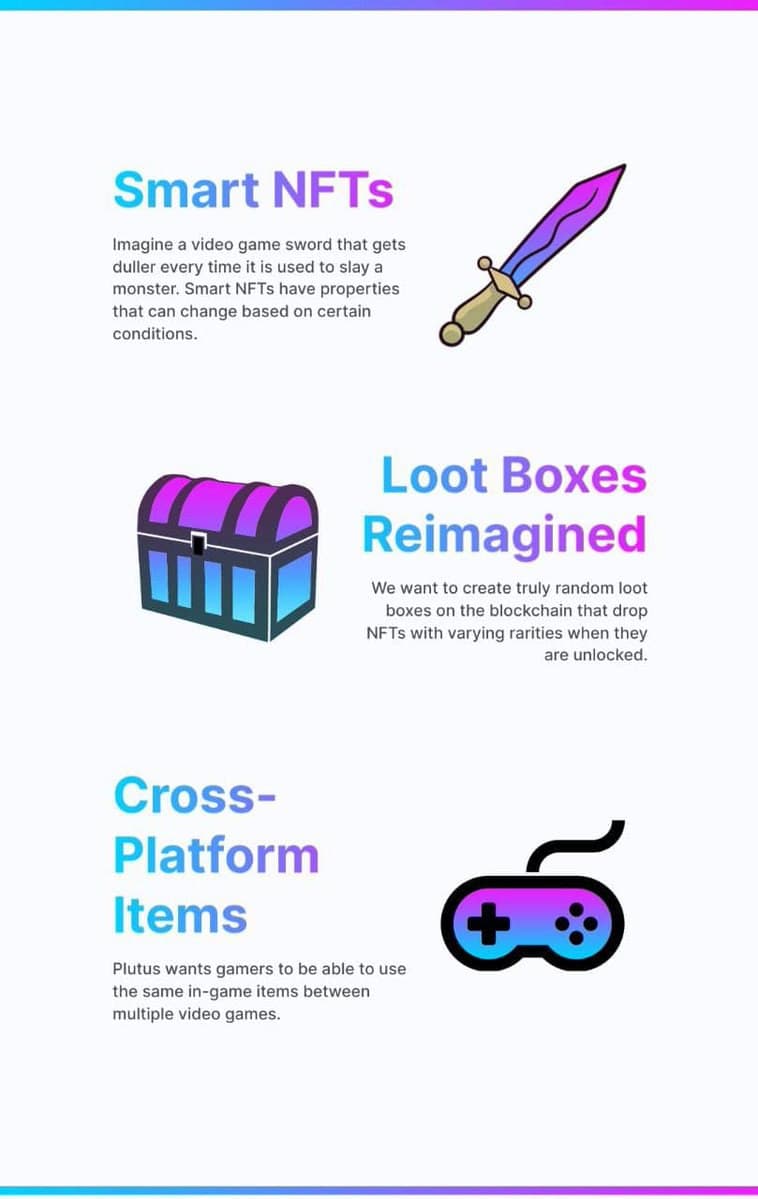 Smart NFTs
Imagine a video game sword that gets
duller every time it is used to slay a
monster. Smart NFTs have properties
that can change based on certain
conditions.
Loot Boxes
Reimagined
We want to create truly random loot
boxes on the blockchain that drop
NFTs with varying rarities when they
are unlocked.
Cross-
Platform
Items
Plutus wants gamers to be able to use
the same in-game items between
multiple video games.